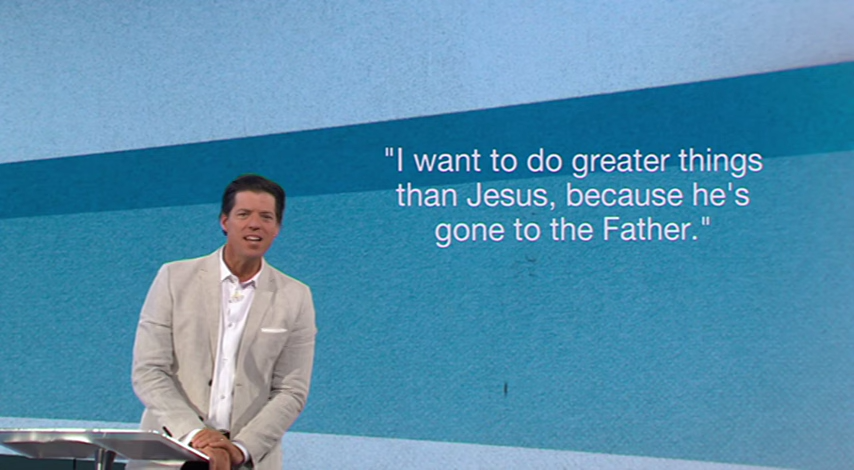 "I want to do greater things
than Jesus, because he's
gone to the Father."